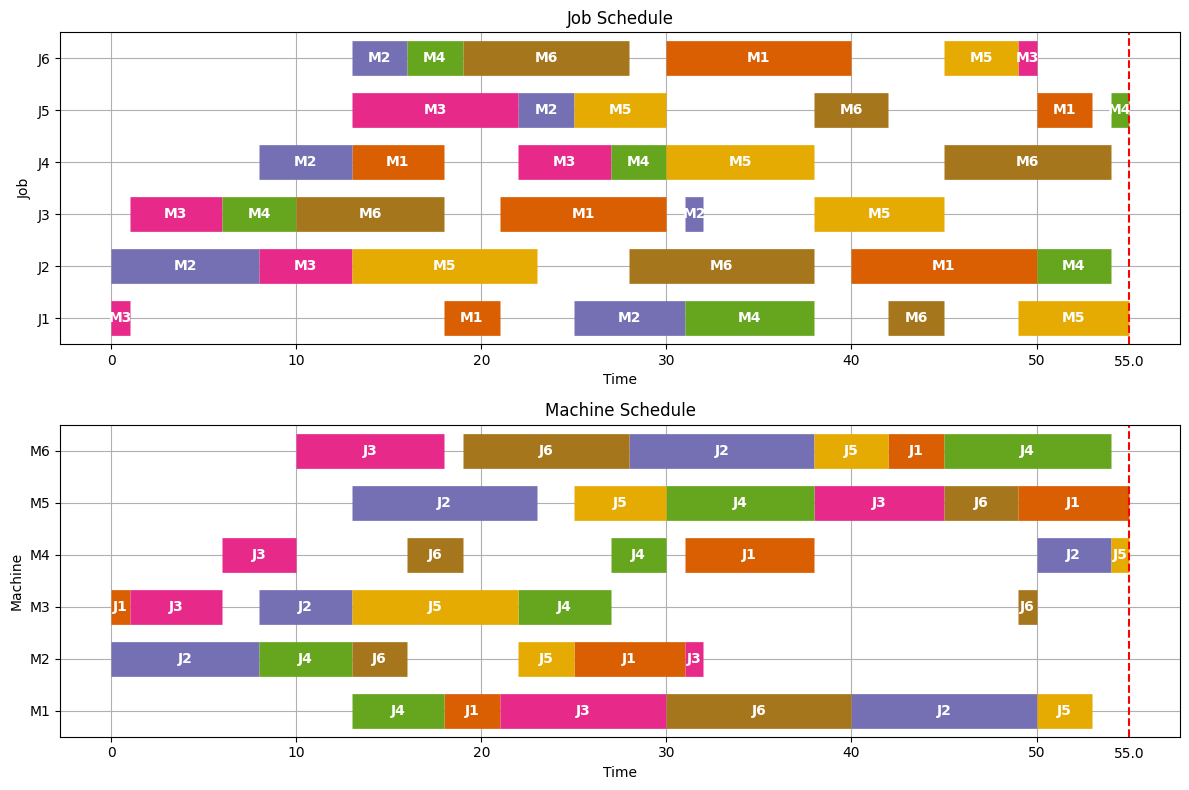 Job Schedule
J6 M2 M4 M6 M1 M5 M3
J5 M3 M2 M5 M6 M1 M4
J4 M2 M1 M3 M4 M5 M6
J3 M3 M4 M6 M1 M2 M5
J2 M2 M3 M5 M6 M1 M4
J1 M3 M1 M2 M4 M6 M5
Job
0 10 20 30 40 50 55.0
Time
Machine Schedule
M6 J3 J6 J2 J5 J1 J4
M5 J2 J5 J4 J3 J6 J1
M4 J3 J6 J4 J1 J2 J5
M3 J1 J3 J2 J5 J4 J6
M2 J2 J4 J6 J5 J1 J3
M1 J4 J1 J3 J6 J2 J5
Machine
0 10 20 30 40 50 55.0
Time